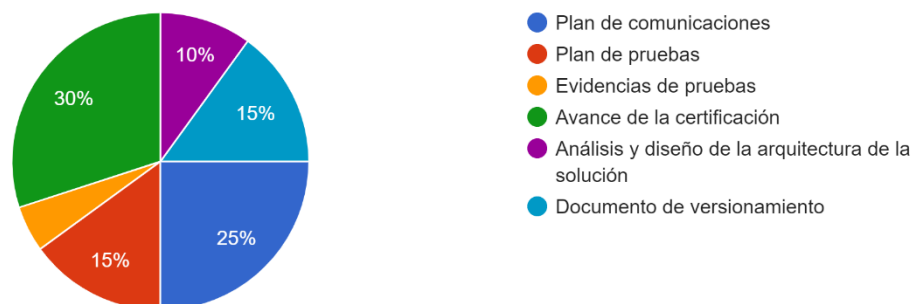 10%
30%
15%
25%
15%
Plan de comunicaciones
Plan de pruebas
Evidencias de pruebas
Avance de la certificación
Análisis y diseño de la arquitectura de la
solución
Documento de versionamiento